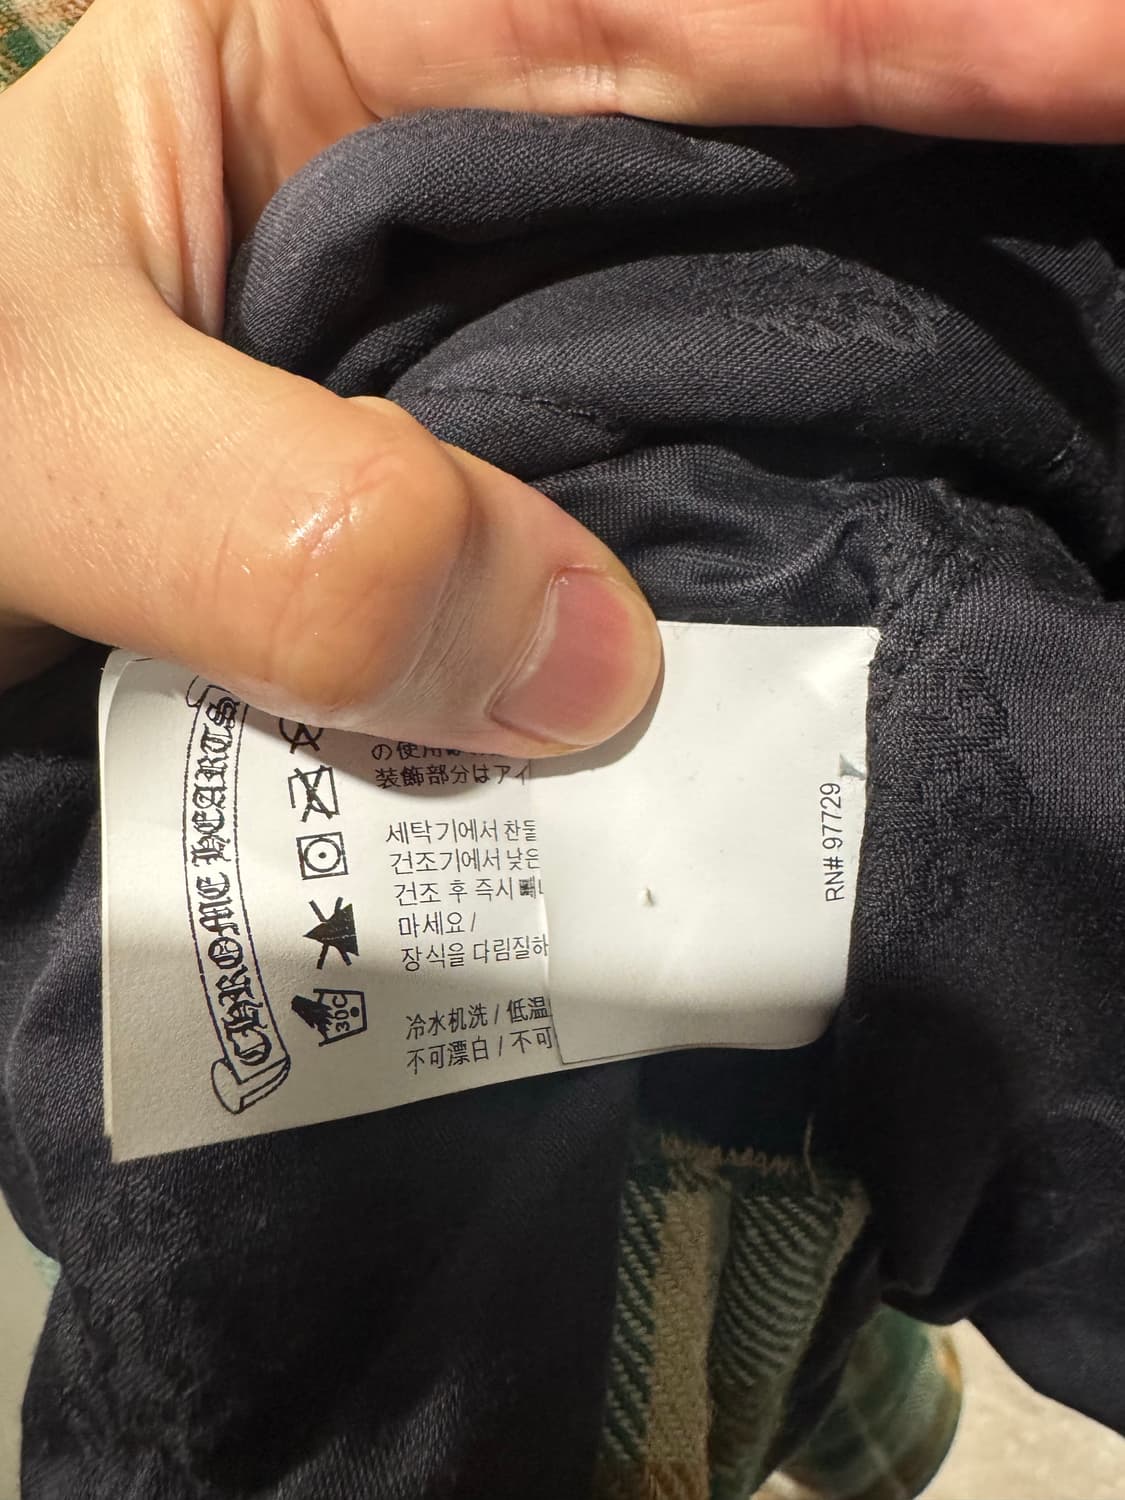 CHROME HEARTS
の使用
装飾部分はアイ
세탁기에서 찬
건조기에서 낮은
건조 후 즉시
마세요 /
장식을 다림질하
冷水机洗 / 低温
不可漂白 / 不可
30C
RN# 97729